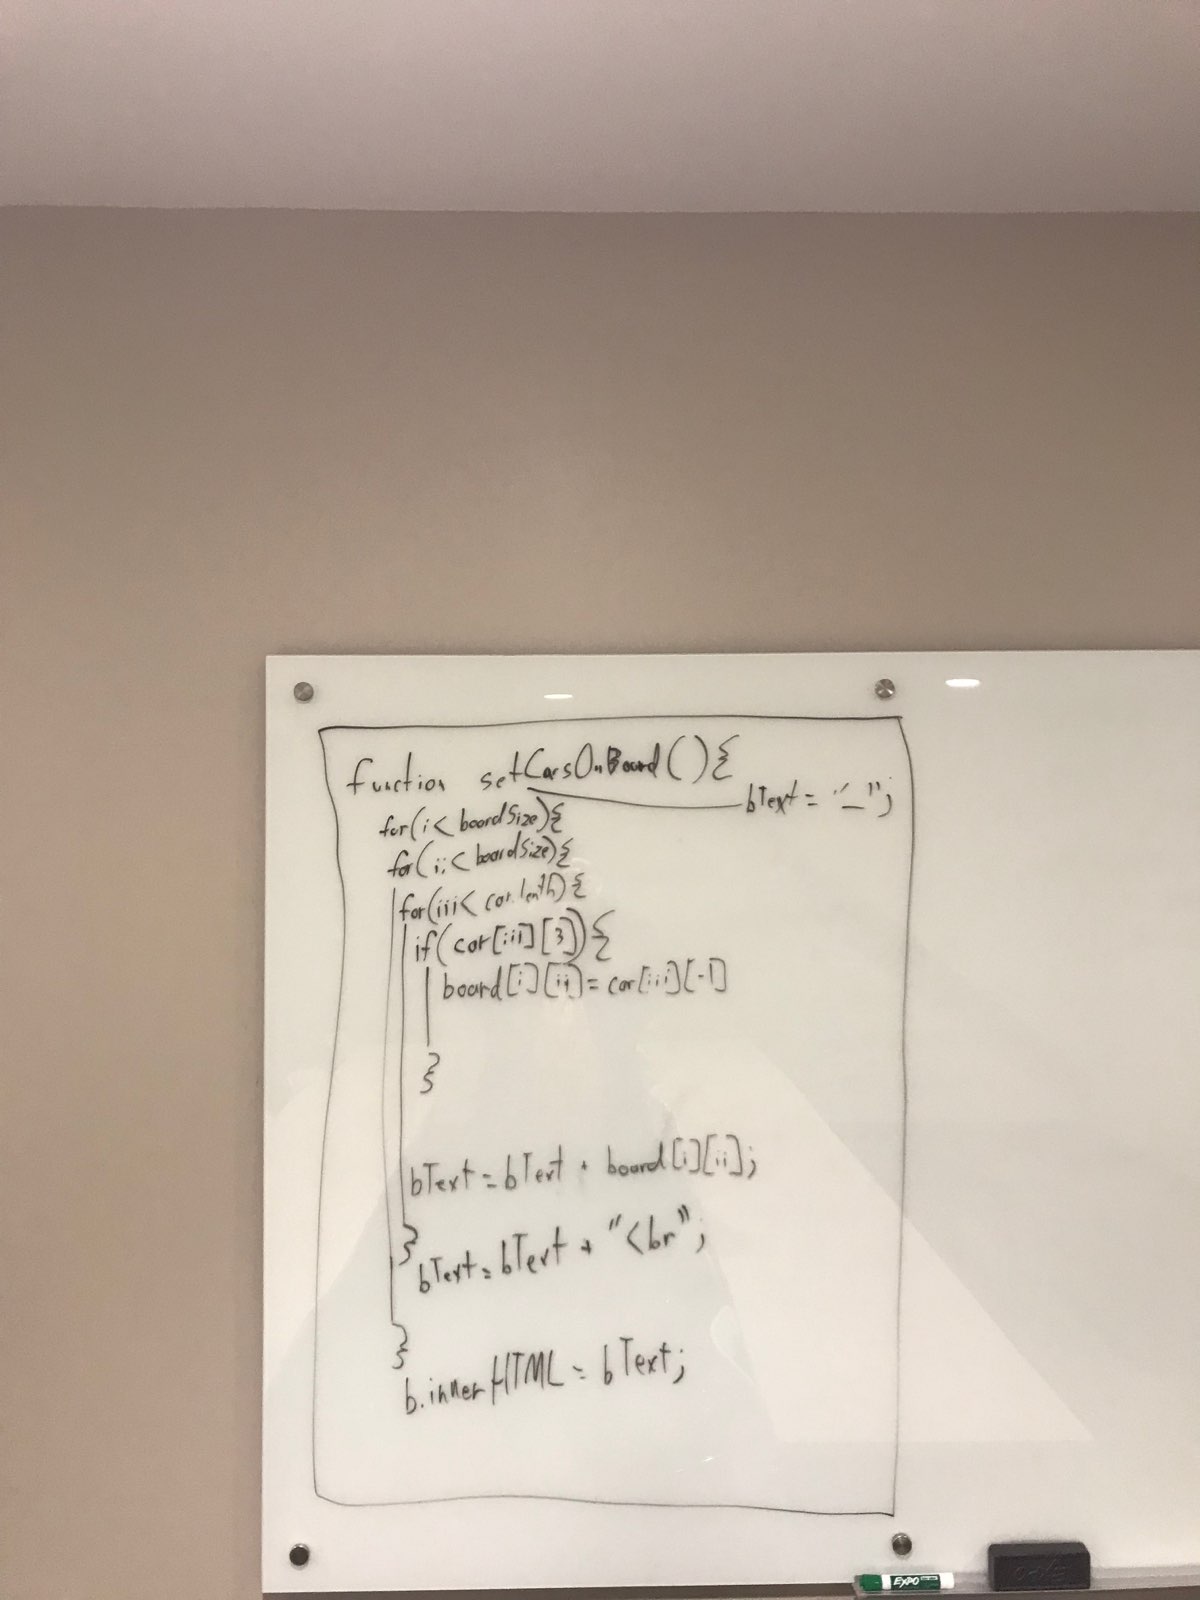 function setCarsOnBoard(){
bText = "_";
for(i< boardSize){
for(ii< boardSize){
for(iii< car.lenth){
if(car[iii][3]){
board[i][ii]= car[iii][-1]
}
bText = bText + board[i][ii];
}
bText = bText + "<br";
}
b.innerHTML = bText;
EXPO
EXPO